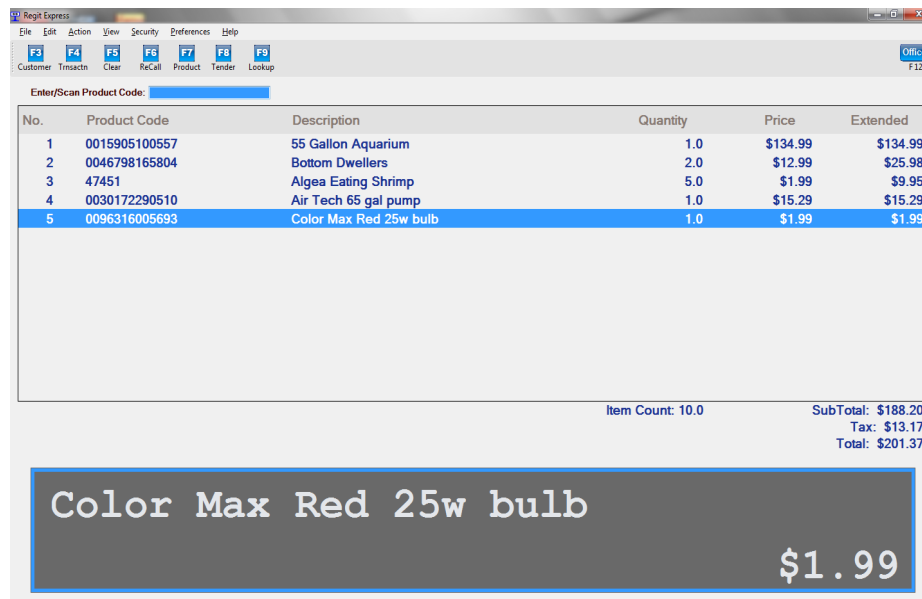 Regit Express
File Edit Action View Security Preferences Help
F3 F4 F5 F6 F7 F8 F9 Offic
Customer Trnsactn Clear ReCall Product Tender Lookup F12
Enter/Scan Product Code:
No. Product Code Description Quantity Price Extended
1 0015905100557 55 Gallon Aquarium 1.0 $134.99 $134.99
2 0046798165804 Bottom Dwellers 2.0 $12.99 $25.98
3 47451 Algea Eating Shrimp 5.0 $1.99 $9.95
4 0030172290510 Air Tech 65 gal pump 1.0 $15.29 $15.29
5 0096316005693 Color Max Red 25w bulb 1.0 $1.99 $1.99
Item Count: 10.0 SubTotal: $188.20
Tax: $13.17
Total: $201.37
Color Max Red 25w bulb
$1.99